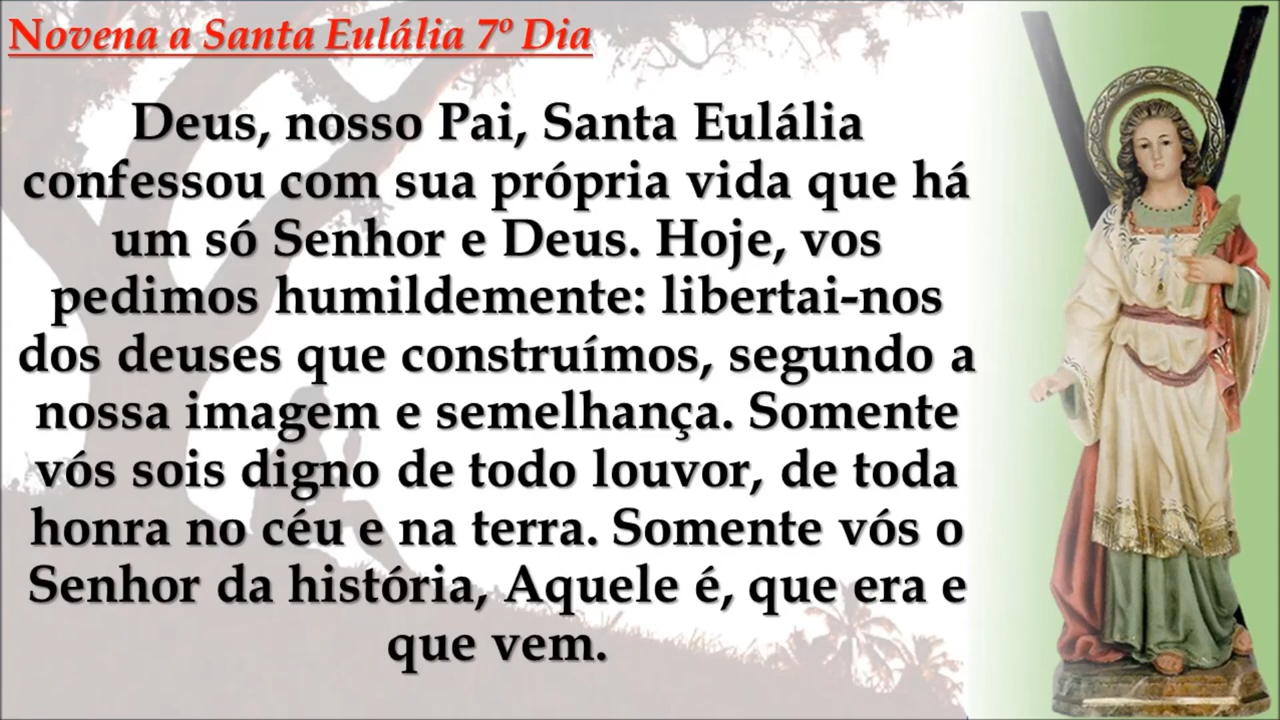 Novena a Santa Eulália 7º Dia
Deus, nosso Pai, Santa Eulália
confessou com sua própria vida que há
um só Senhor e Deus. Hoje, vos
pedimos humildemente: libertai-nos
dos deuses que construímos, segundo a
nossa imagem e semelhança. Somente
vós sois digno de todo louvor, de toda
honra no céu e na terra. Somente vós o
Senhor da história, Aquele é, que era e
que vem.